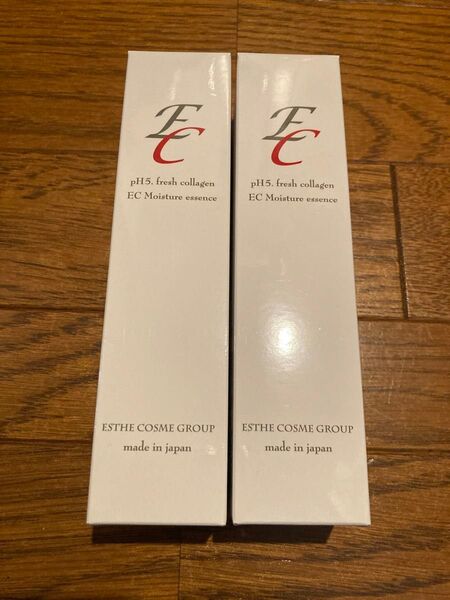 EC
pH5. fresh collagen
EC Moisture essence
ESTHE COSME GROUP
made in japan
EC
pH5. fresh collagen
EC Moisture essence
ESTHE COSME GROUP
made in japan